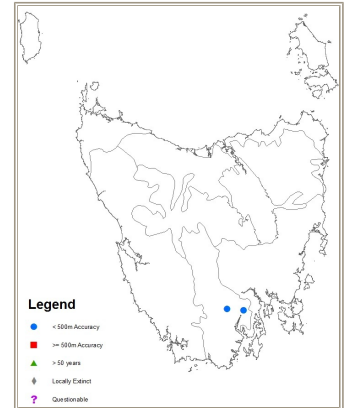 Legend
< 500m Accuracy
>= 500m Accuracy
> 50 years
Locally Extinct
Questionable